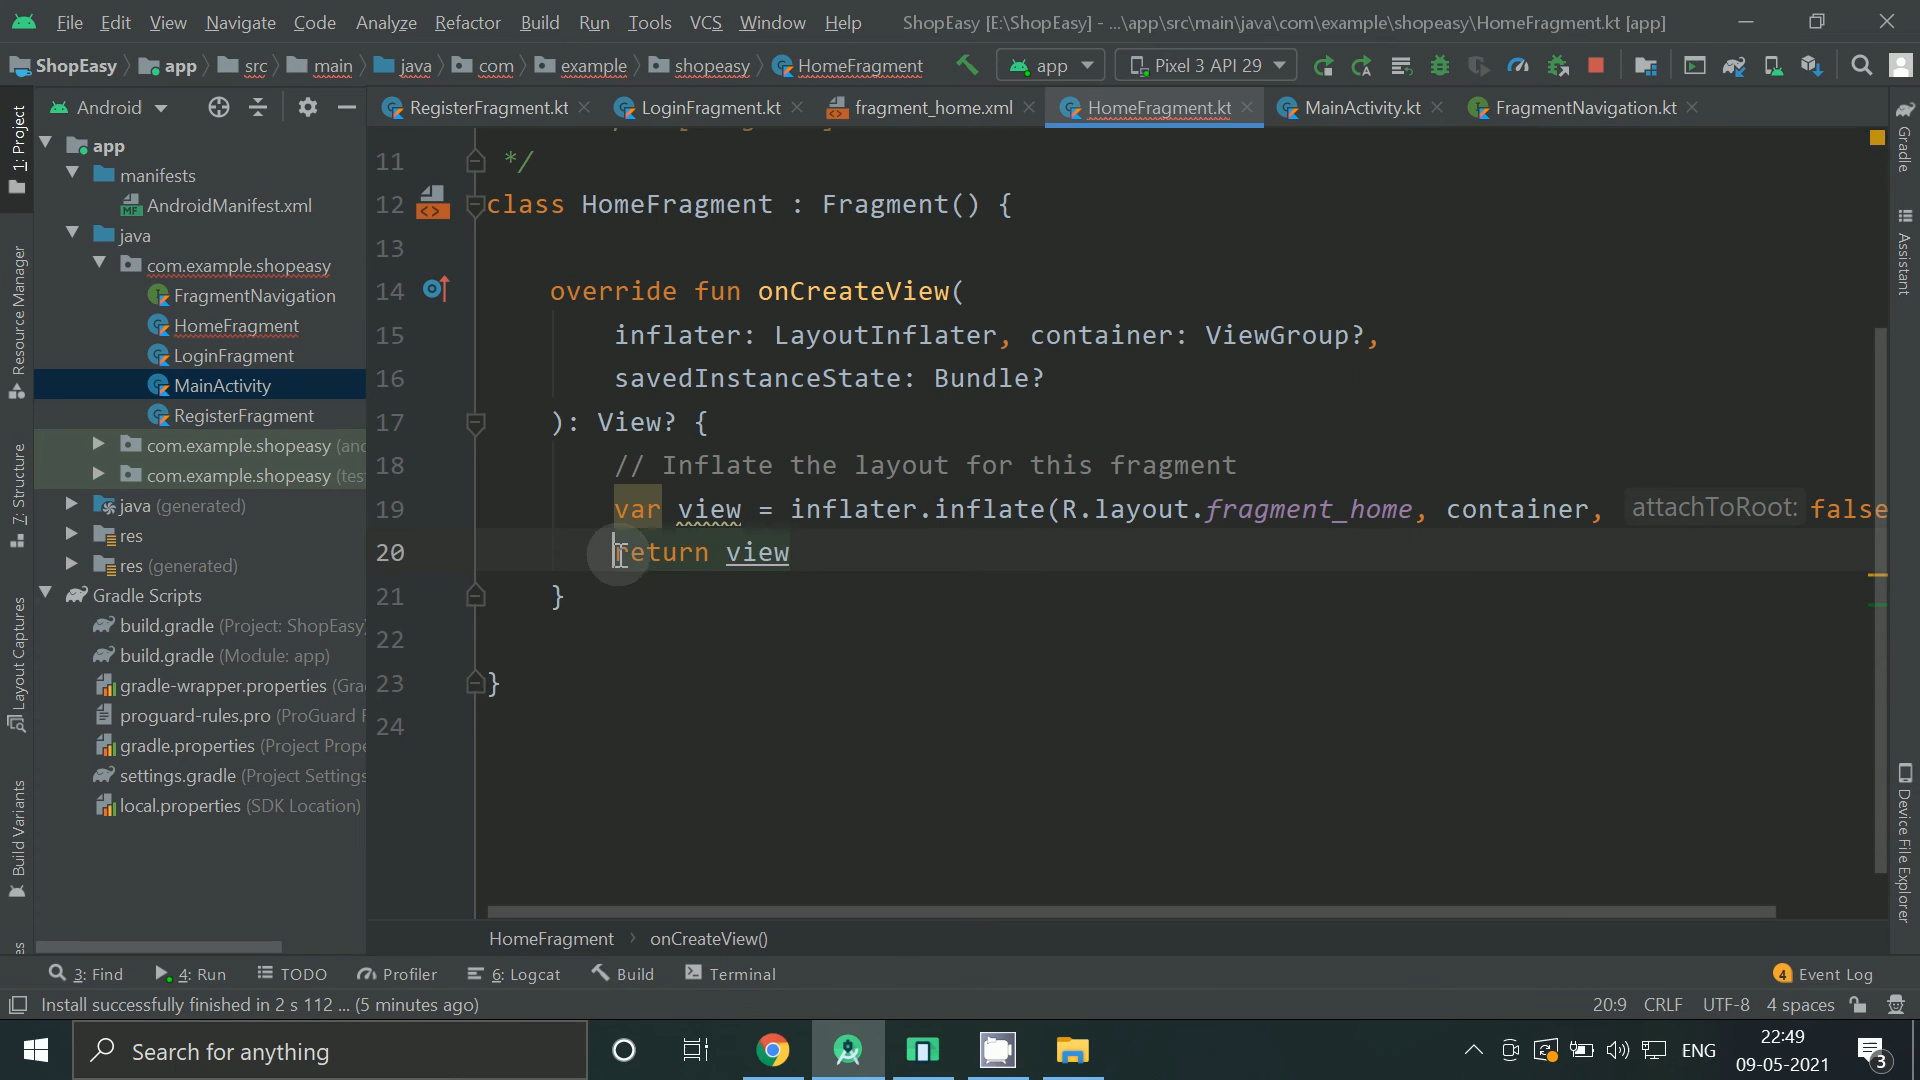 File Edit View Navigate Code Analyze Refactor Build Run Tools VCS Window Help ShopEasy [E:\ShopEasy] - ...\app\src\main\java\com\example\shopeasy\HomeFragment.kt [app]
ShopEasy app src main java com example shopeasy HomeFragment app Pixel 3 API 29
Android
RegisterFragment.kt LoginFragment.kt fragment_home.xml HomeFragment.kt MainActivity.kt FragmentNavigation.kt
1: Project
Resource Manager
7: Structure
Layout Captures
Build Variants
app
manifests
AndroidManifest.xml
java
com.example.shopeasy
FragmentNavigation
HomeFragment
LoginFragment
MainActivity
RegisterFragment
com.example.shopeasy (and
com.example.shopeasy (tes
java (generated)
res
res (generated)
Gradle Scripts
build.gradle (Project: ShopEasy)
build.gradle (Module: app)
gradle-wrapper.properties (Gra
proguard-rules.pro (ProGuard F
gradle.properties (Project Prope
settings.gradle (Project Settings
local.properties (SDK Location)
11 */
12 class HomeFragment : Fragment() {
13
14 override fun onCreateView(
15 inflater: LayoutInflater, container: ViewGroup?,
16 savedInstanceState: Bundle?
17 ): View? {
18 // Inflate the layout for this fragment
19 var view = inflater.inflate(R.layout.fragment_home, container, attachToRoot: false
20 return view
21 }
22
23 }
24
Gradle
Assistant
Device File Explorer
HomeFragment onCreateView()
3: Find 4: Run TODO Profiler 6: Logcat Build Terminal 4 Event Log
Install successfully finished in 2 s 112 ... (5 minutes ago) 20:9 CRLF UTF-8 4 spaces
Search for anything ENG 22:49
09-05-2021 3